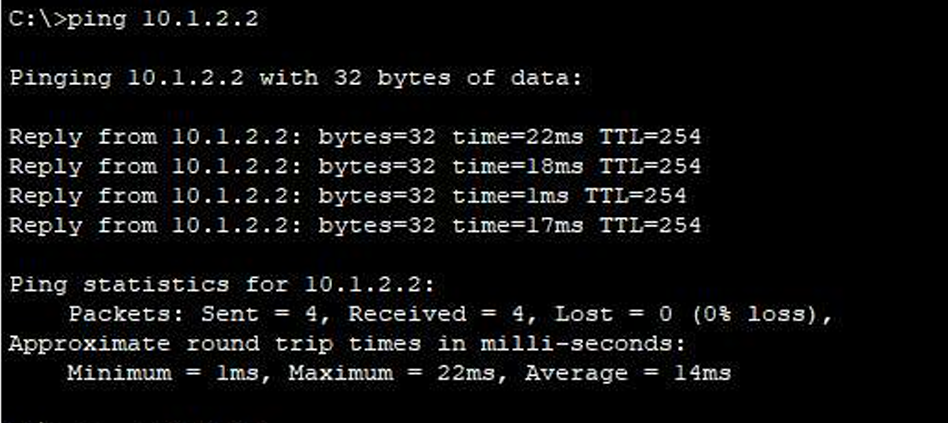 C:\>ping 10.1.2.2
Pinging 10.1.2.2 with 32 bytes of data:
Reply from 10.1.2.2: bytes=32 time=22ms TTL=254
Reply from 10.1.2.2: bytes=32 time=18ms TTL=254
Reply from 10.1.2.2: bytes=32 time=1ms TTL=254
Reply from 10.1.2.2: bytes=32 time=17ms TTL=254
Ping statistics for 10.1.2.2:
    Packets: Sent = 4, Received = 4, Lost = 0 (0% loss),
Approximate round trip times in milli-seconds:
    Minimum = 1ms, Maximum = 22ms, Average = 14ms